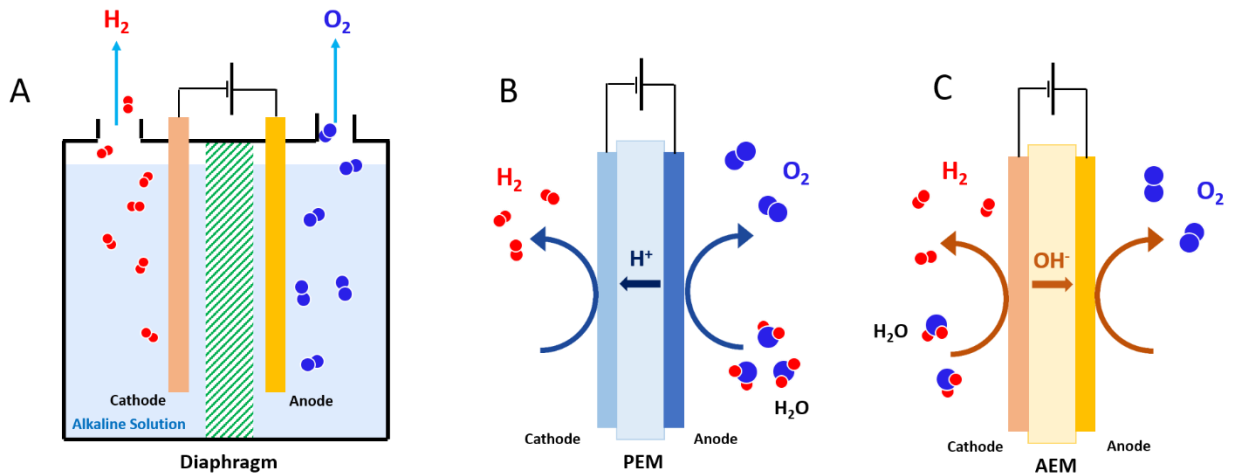 A
H₂
O₂
Cathode
Anode
Alkaline Solution
Diaphragm
B
H₂
O₂
H⁺
H₂O
Cathode
Anode
PEM
C
H₂
O₂
OH⁻
H₂O
Cathode
Anode
AEM